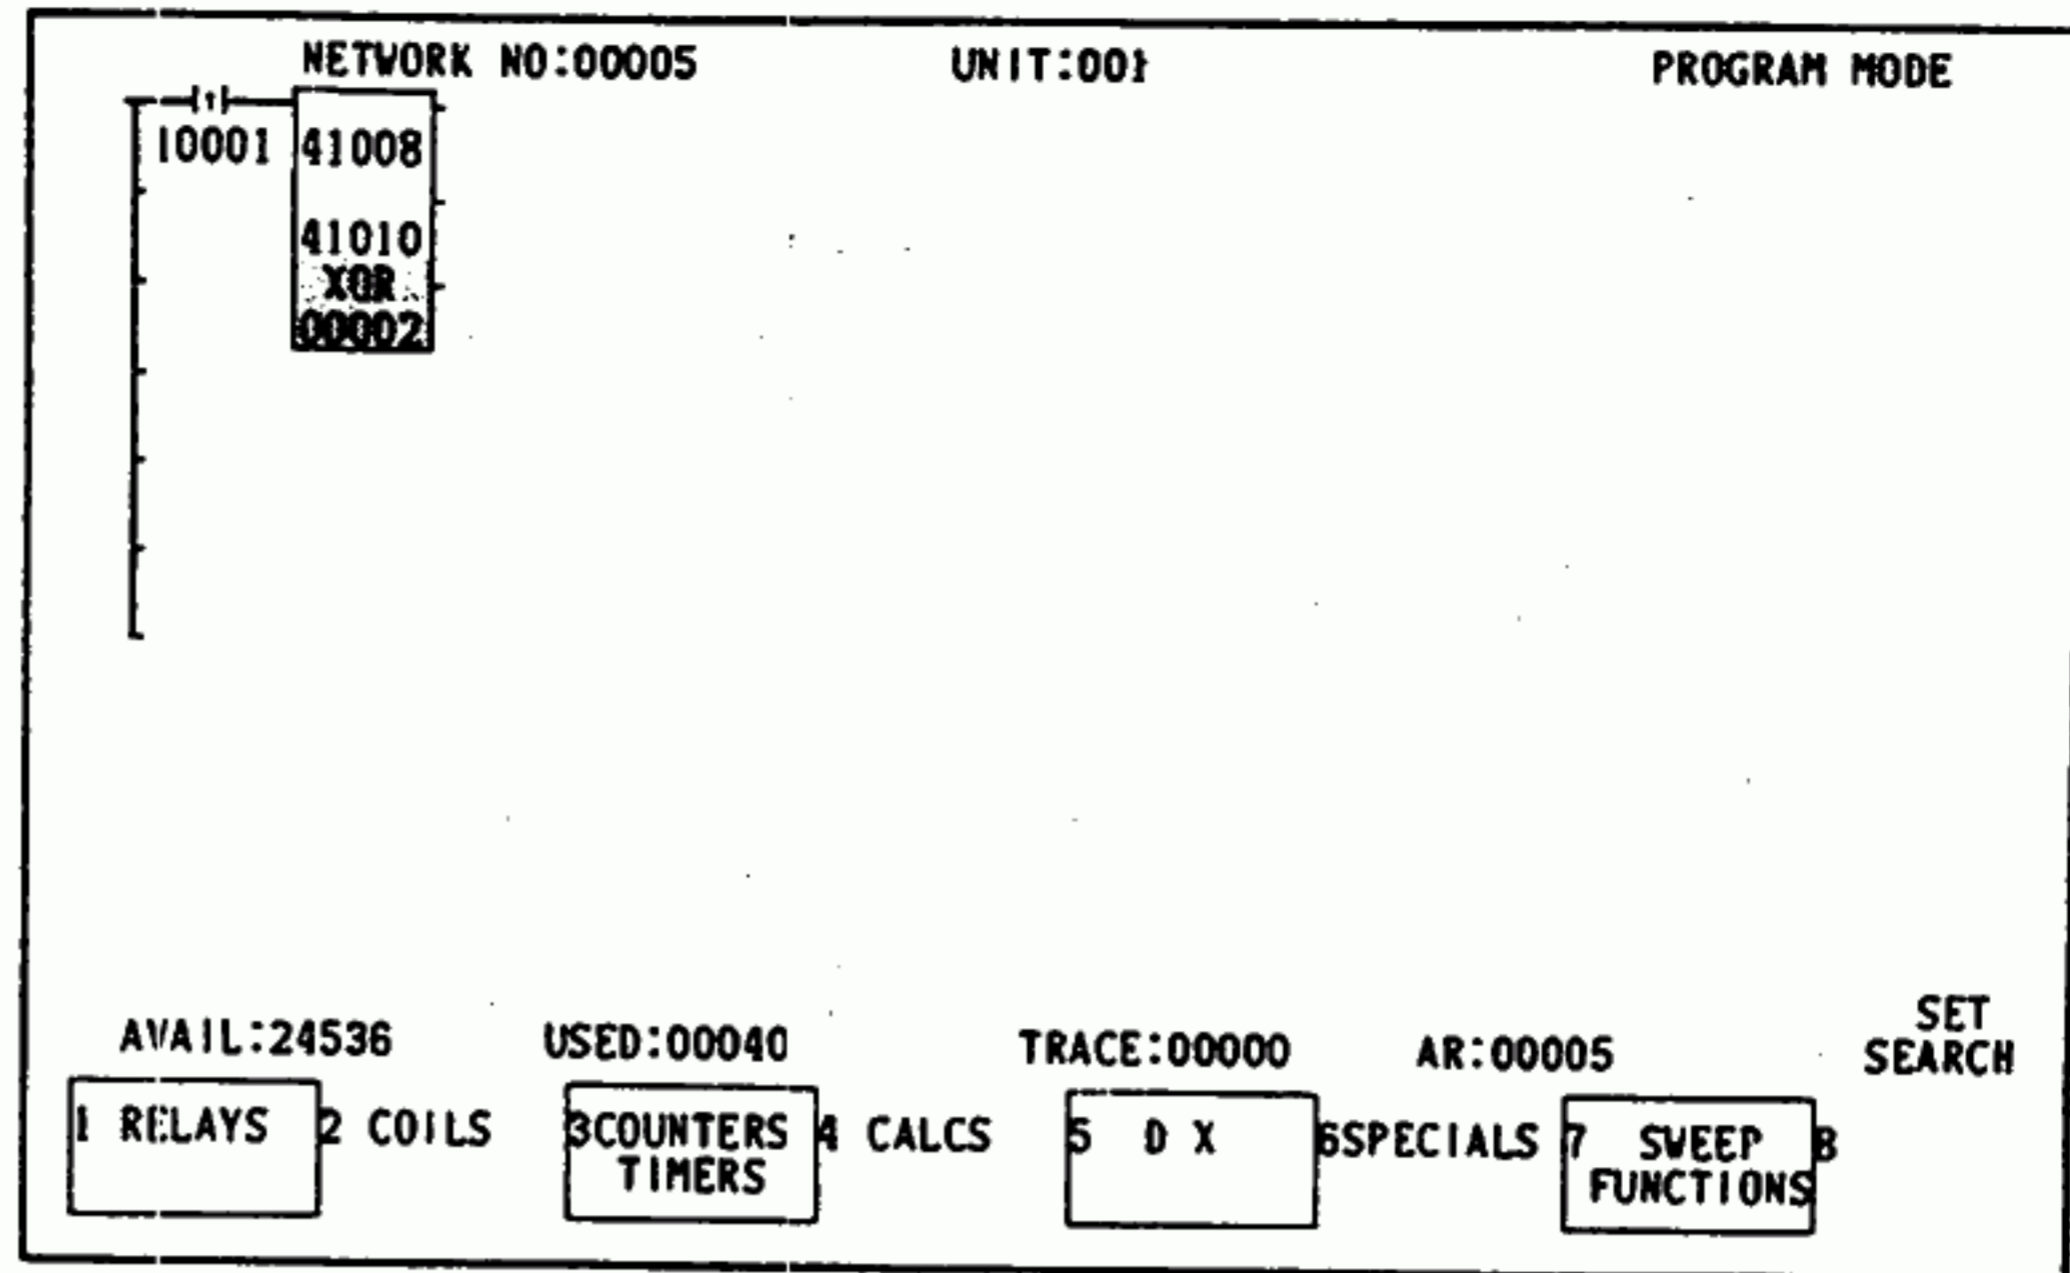 NETWORK NO:00005 UNIT:001 PROGRAM MODE
10001 41008
41010
XOR
00002
SET
AVAIL:24536 USED:00040 TRACE:00000 AR:00005 SEARCH
1 RELAYS 2 COILS 3COUNTERS 4 CALCS 5 D X 6SPECIALS 7 SWEEP 8
TIMERS FUNCTIONS